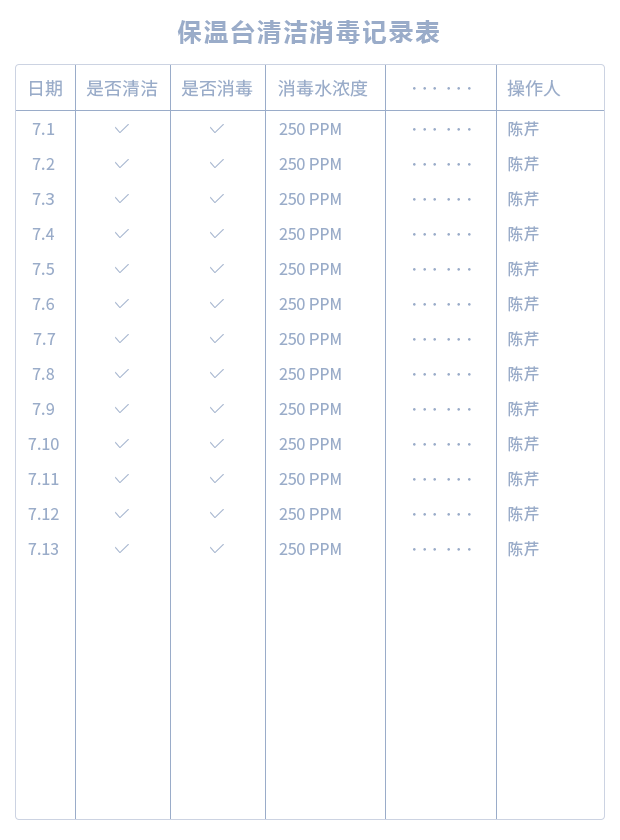 保温台清洁消毒记录表
日期 是否清洁 是否消毒 消毒水浓度 ······ 操作人
7.1 ✓ ✓ 250 PPM ······ 陈芹
7.2 ✓ ✓ 250 PPM ······ 陈芹
7.3 ✓ ✓ 250 PPM ······ 陈芹
7.4 ✓ ✓ 250 PPM ······ 陈芹
7.5 ✓ ✓ 250 PPM ······ 陈芹
7.6 ✓ ✓ 250 PPM ······ 陈芹
7.7 ✓ ✓ 250 PPM ······ 陈芹
7.8 ✓ ✓ 250 PPM ······ 陈芹
7.9 ✓ ✓ 250 PPM ······ 陈芹
7.10 ✓ ✓ 250 PPM ······ 陈芹
7.11 ✓ ✓ 250 PPM ······ 陈芹
7.12 ✓ ✓ 250 PPM ······ 陈芹
7.13 ✓ ✓ 250 PPM ······ 陈芹